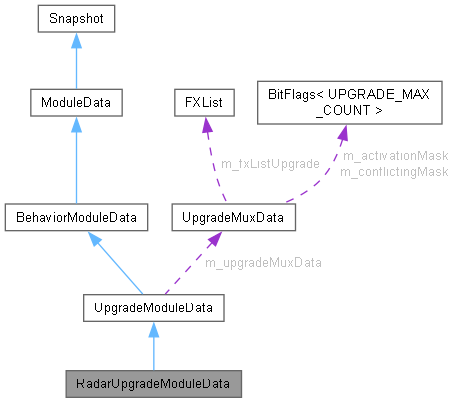 Snapshot
ModuleData
FXList
BitFlags< UPGRADE_MAX
_COUNT >
m_fxListUpgrade
m_activationMask
m_conflictingMask
BehaviorModuleData
UpgradeMuxData
m_upgradeMuxData
UpgradeModuleData
RadarUpgradeModuleData